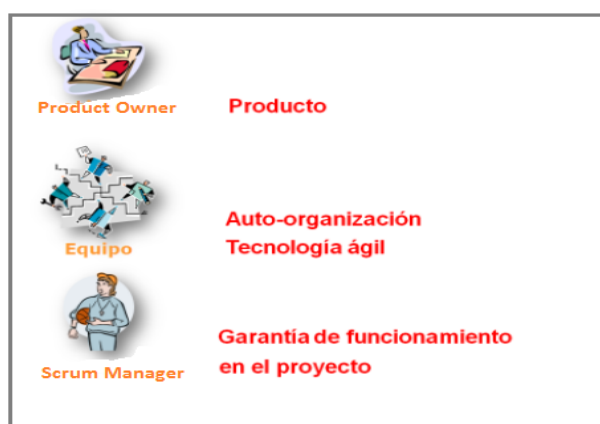 Product Owner
Producto
Auto-organización
Equipo
Tecnología ágil
Garantía de funcionamiento
Scrum Manager
en el proyecto